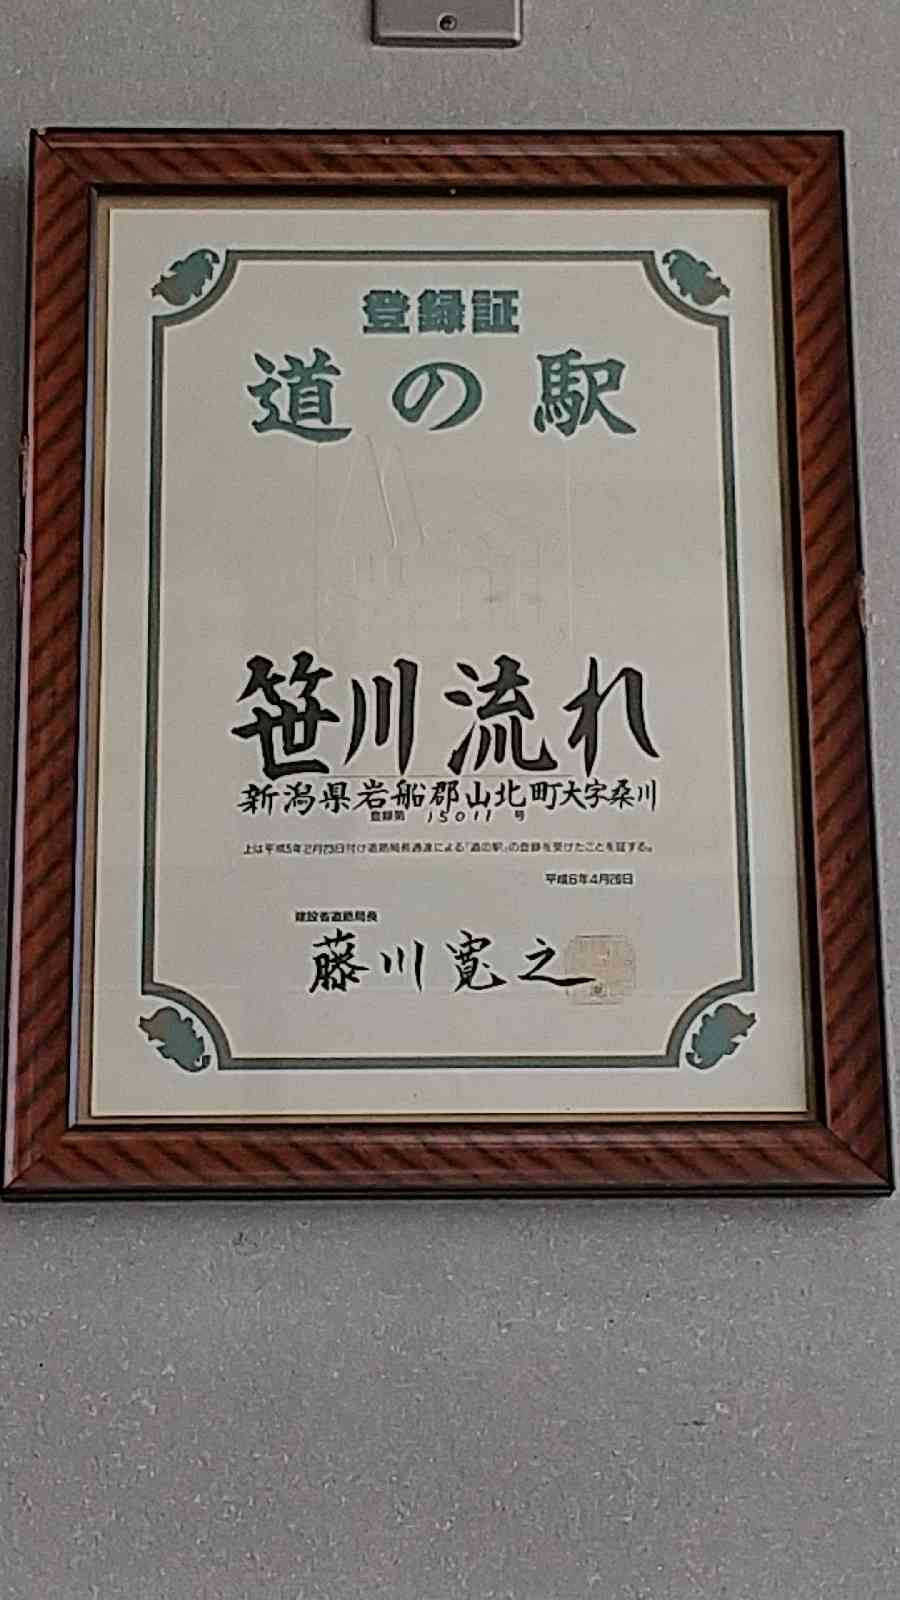 登録証
道の駅
笹川流れ
新潟県岩船郡山北町大字桑川
登録第 15011 号
上は平成5年2月23日付け道路局長通達による「道の駅」の登録を受けたことを証する。
平成6年4月26日
建設省道路局長
藤川寛之